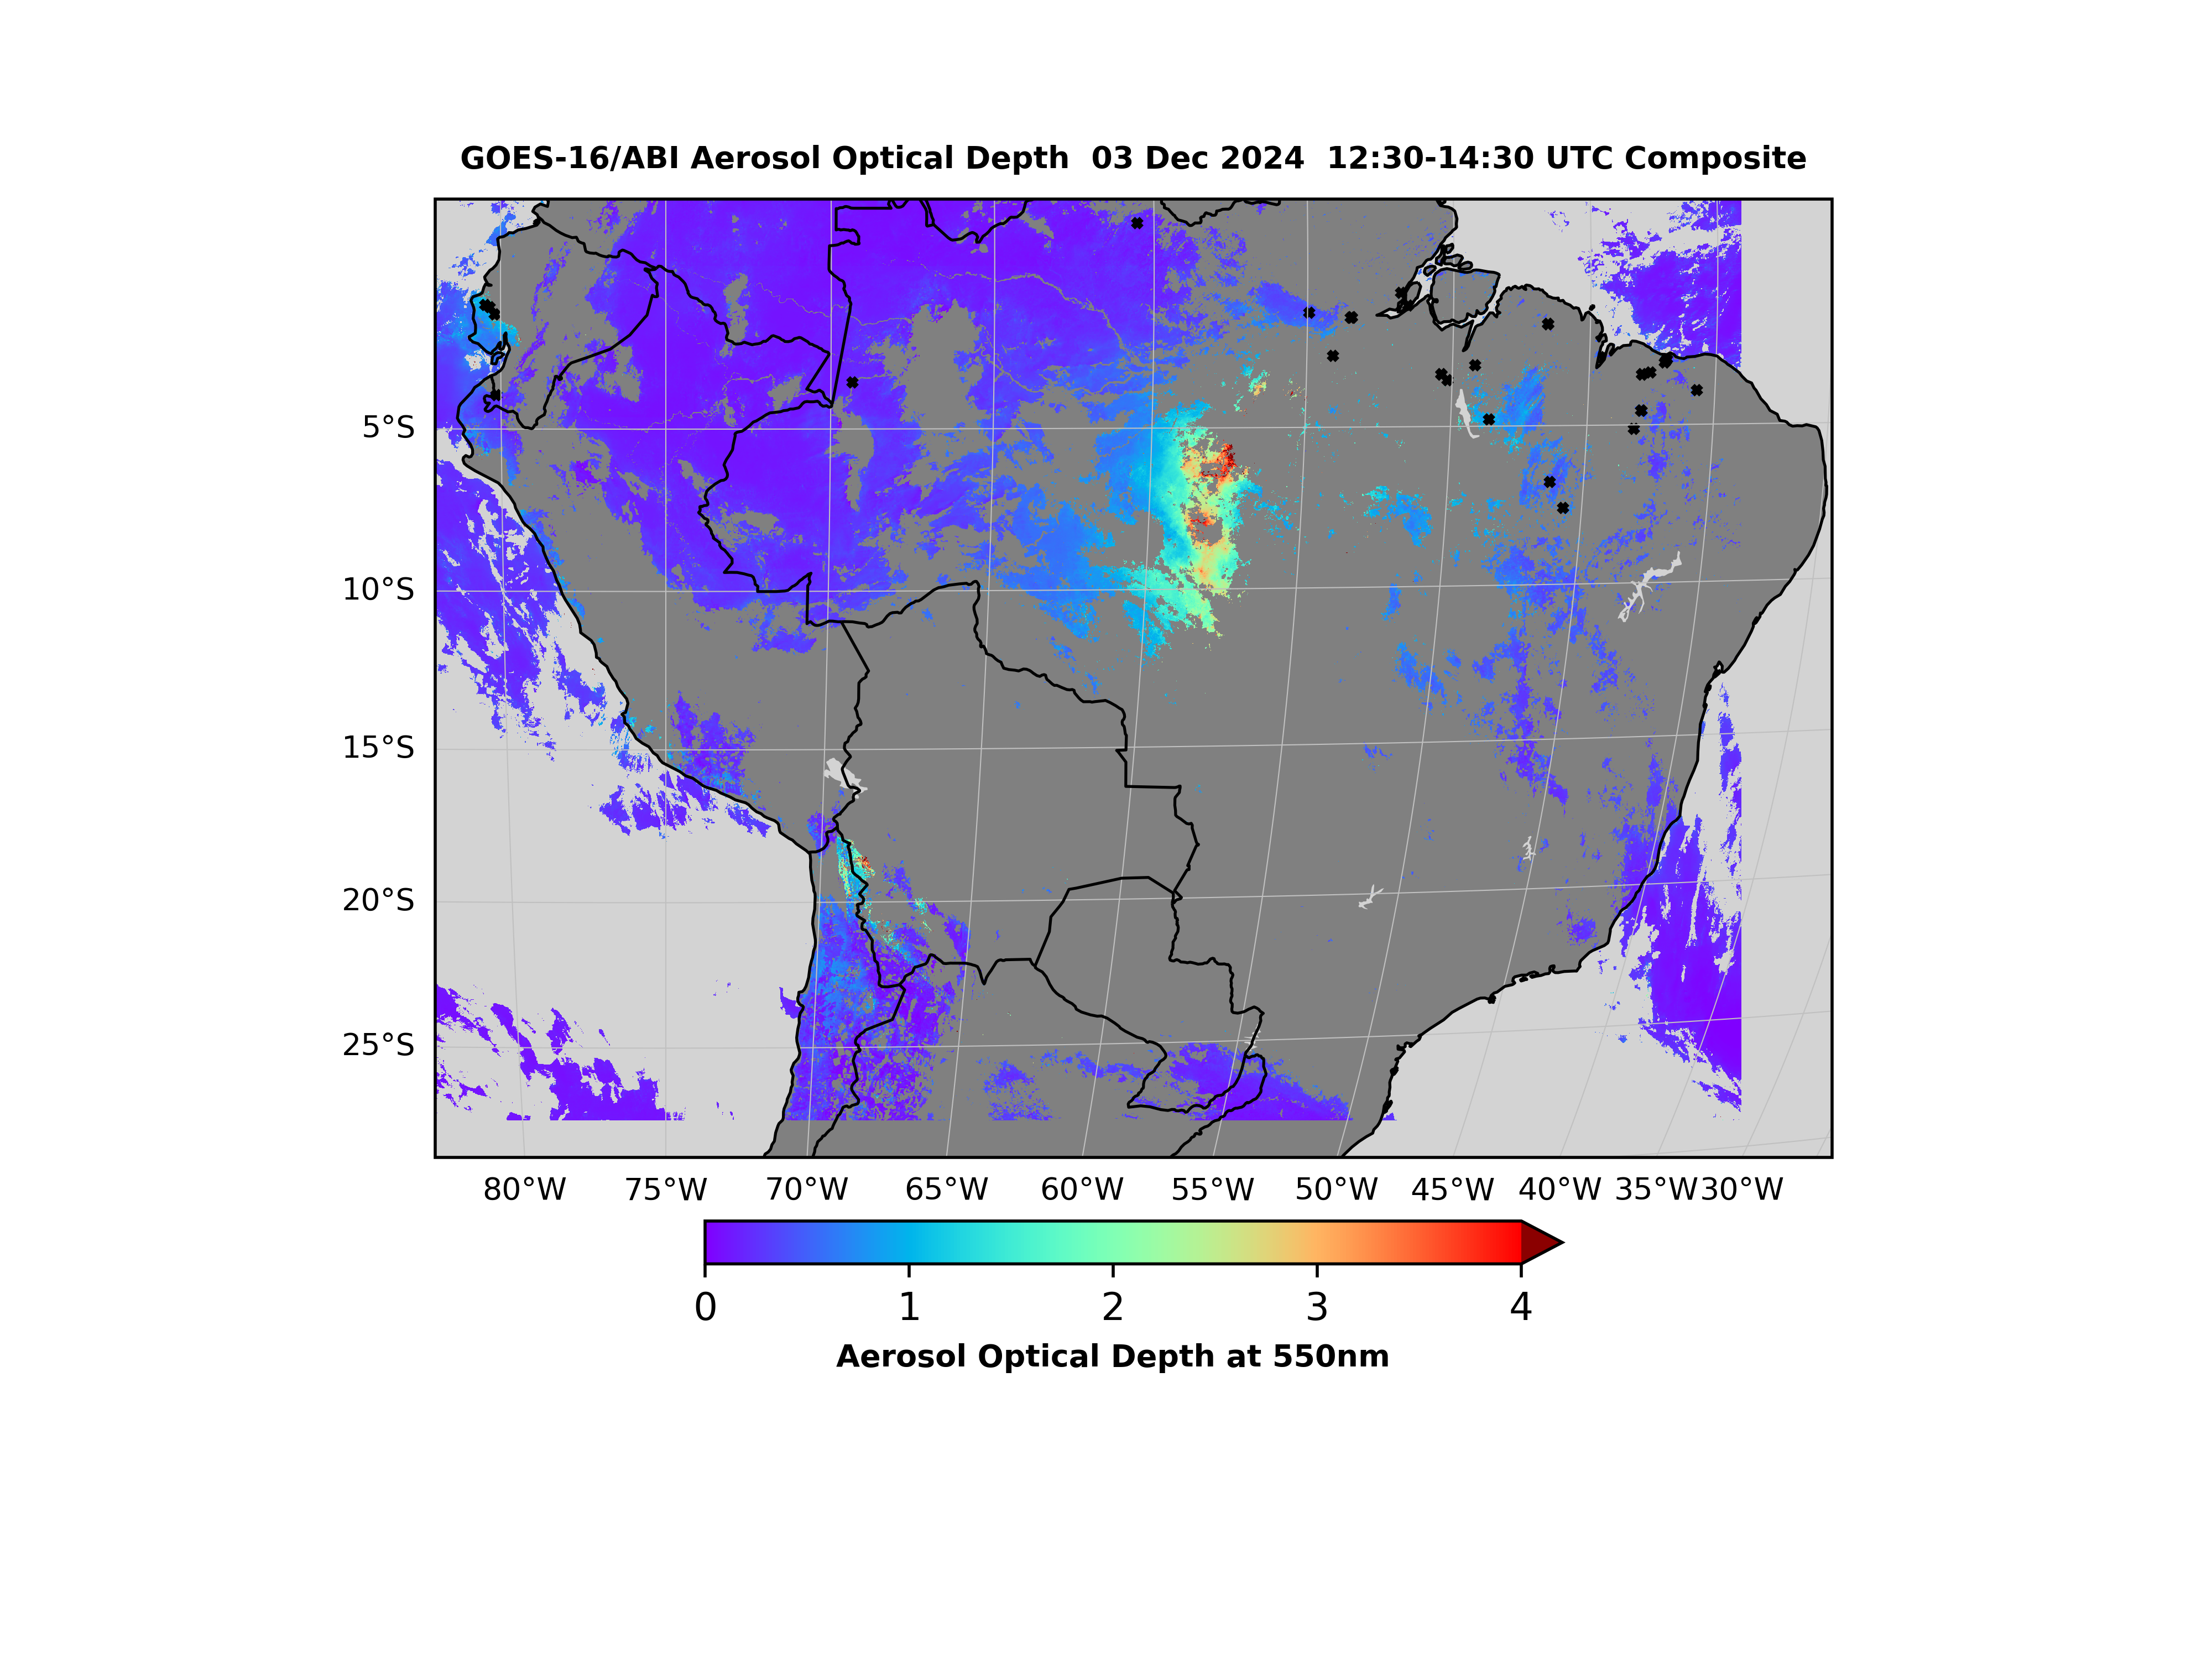 GOES-16/ABI Aerosol Optical Depth  03 Dec 2024  12:30-14:30 UTC Composite
5°S
10°S
15°S
20°S
25°S
80°W 75°W 70°W 65°W 60°W 55°W 50°W 45°W 40°W 35°W 30°W
0 1 2 3 4
Aerosol Optical Depth at 550nm